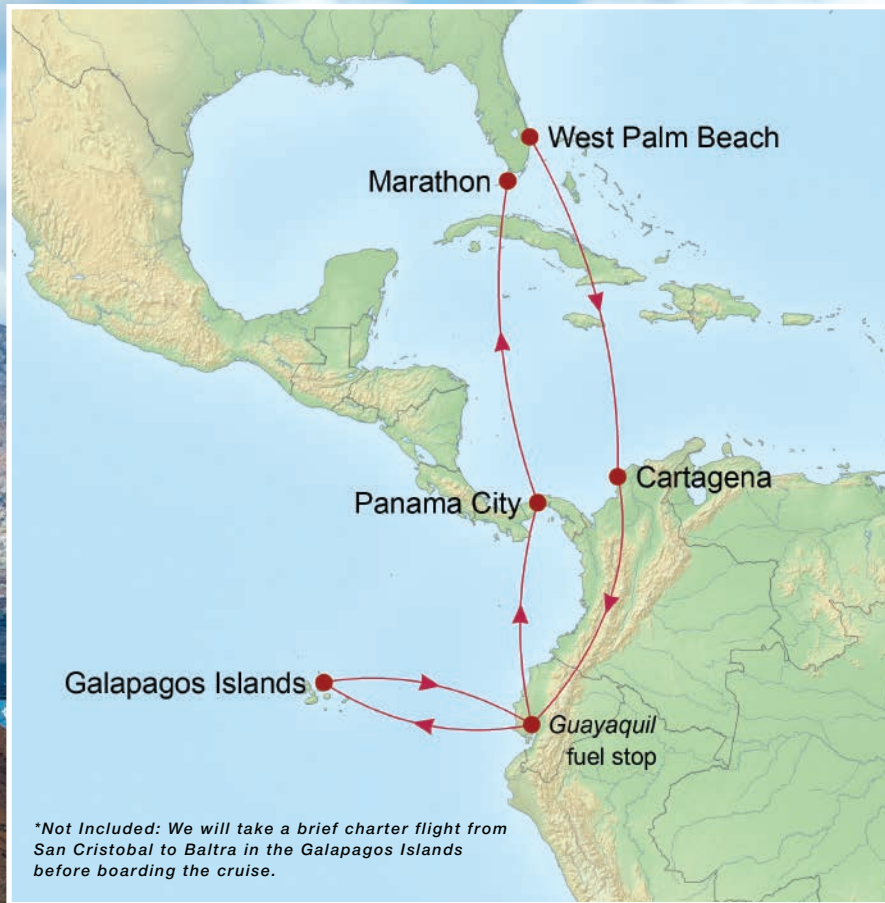 West Palm Beach
Marathon
Cartagena
Panama City
Galapagos Islands
Guayaquil
fuel stop
*Not Included: We will take a brief charter flight from
San Cristobal to Baltra in the Galapagos Islands
before boarding the cruise.